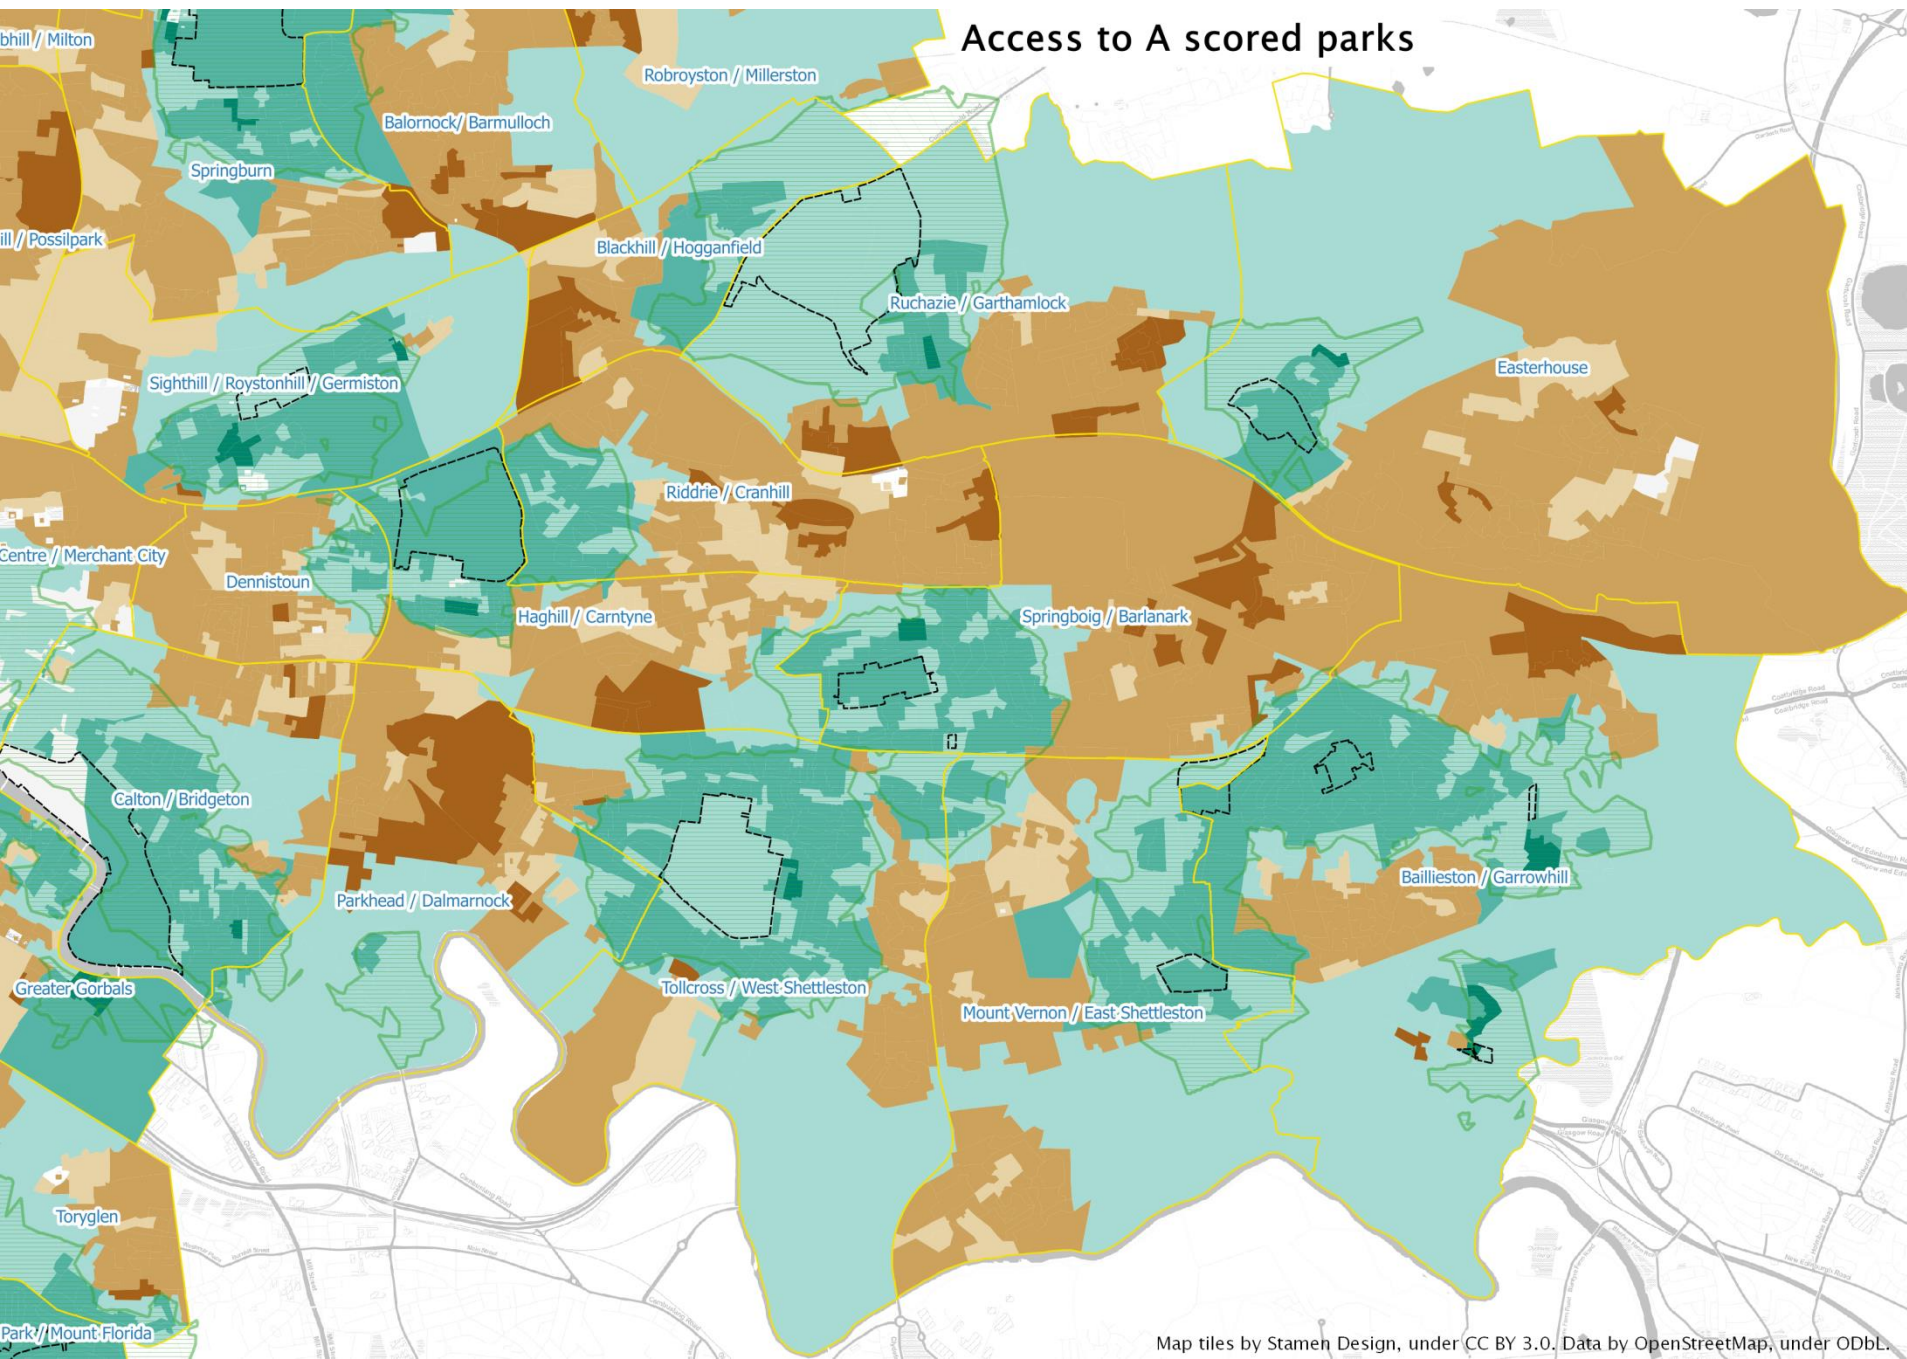 Access to A scored parks
bhill / Milton
Robroyston / Millerston
Balornock/ Barmulloch
Springburn
ill / Possilpark
Blackhill / Hogganfield
Ruchazie / Garthamlock
Easterhouse
Sighthill / Roystonhill / Germiston
Riddrie / Cranhill
Centre / Merchant City
Dennistoun
Haghill / Carntyne
Springboig / Barlanark
Calton / Bridgeton
Baillieston / Garrowhill
Parkhead / Dalmarnock
Greater Gorbals
Tollcross / West Shettleston
Mount Vernon / East Shettleston
Toryglen
Park / Mount Florida
Map tiles by Stamen Design, under CC BY 3.0. Data by OpenStreetMap, under ODbL.